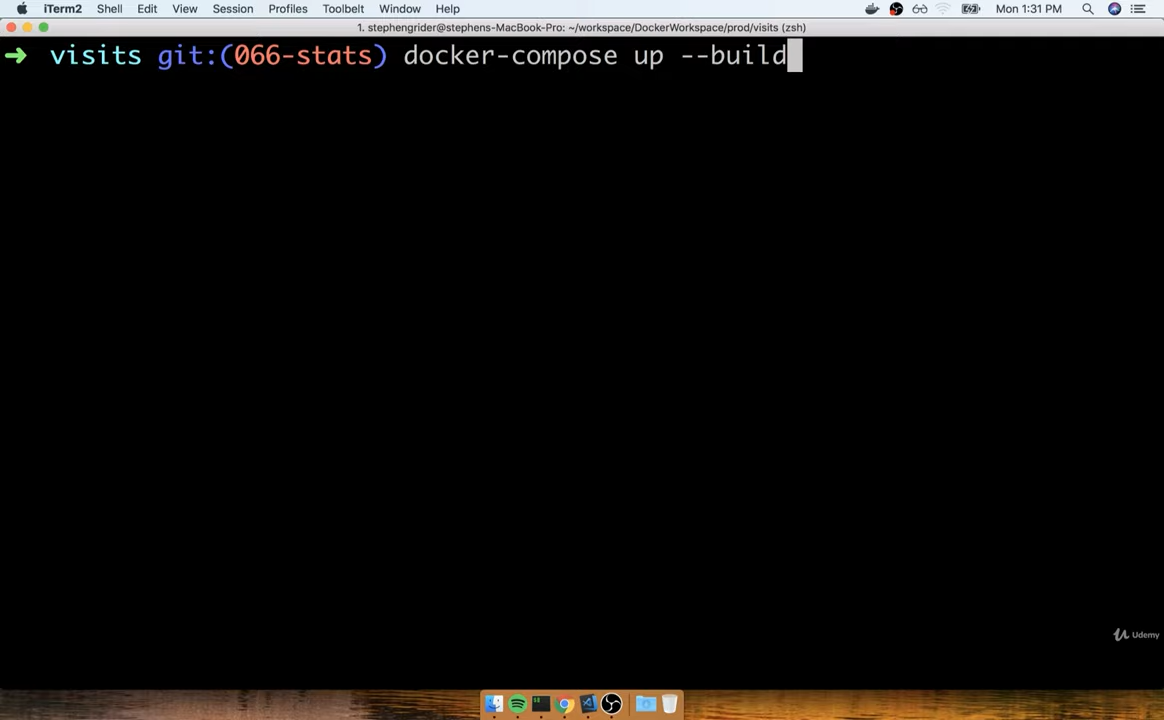 iTerm2 Shell Edit View Session Profiles Toolbelt Window Help Mon 1:31 PM
1. stephengrider@stephens-MacBook-Pro: ~/workspace/DockerWorkspace/prod/visits (zsh)
➜ visits git:(066-stats) docker-compose up --build
Udemy